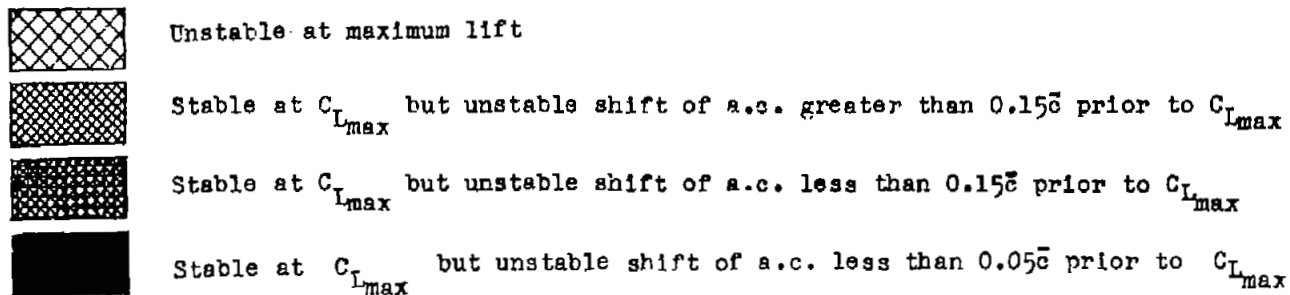 Unstable at maximum lift
Stable at C_Lmax but unstable shift of a.c. greater than 0.15c̄ prior to C_Lmax
Stable at C_Lmax but unstable shift of a.c. less than 0.15c̄ prior to C_Lmax
Stable at C_Lmax but unstable shift of a.c. less than 0.05c̄ prior to C_Lmax